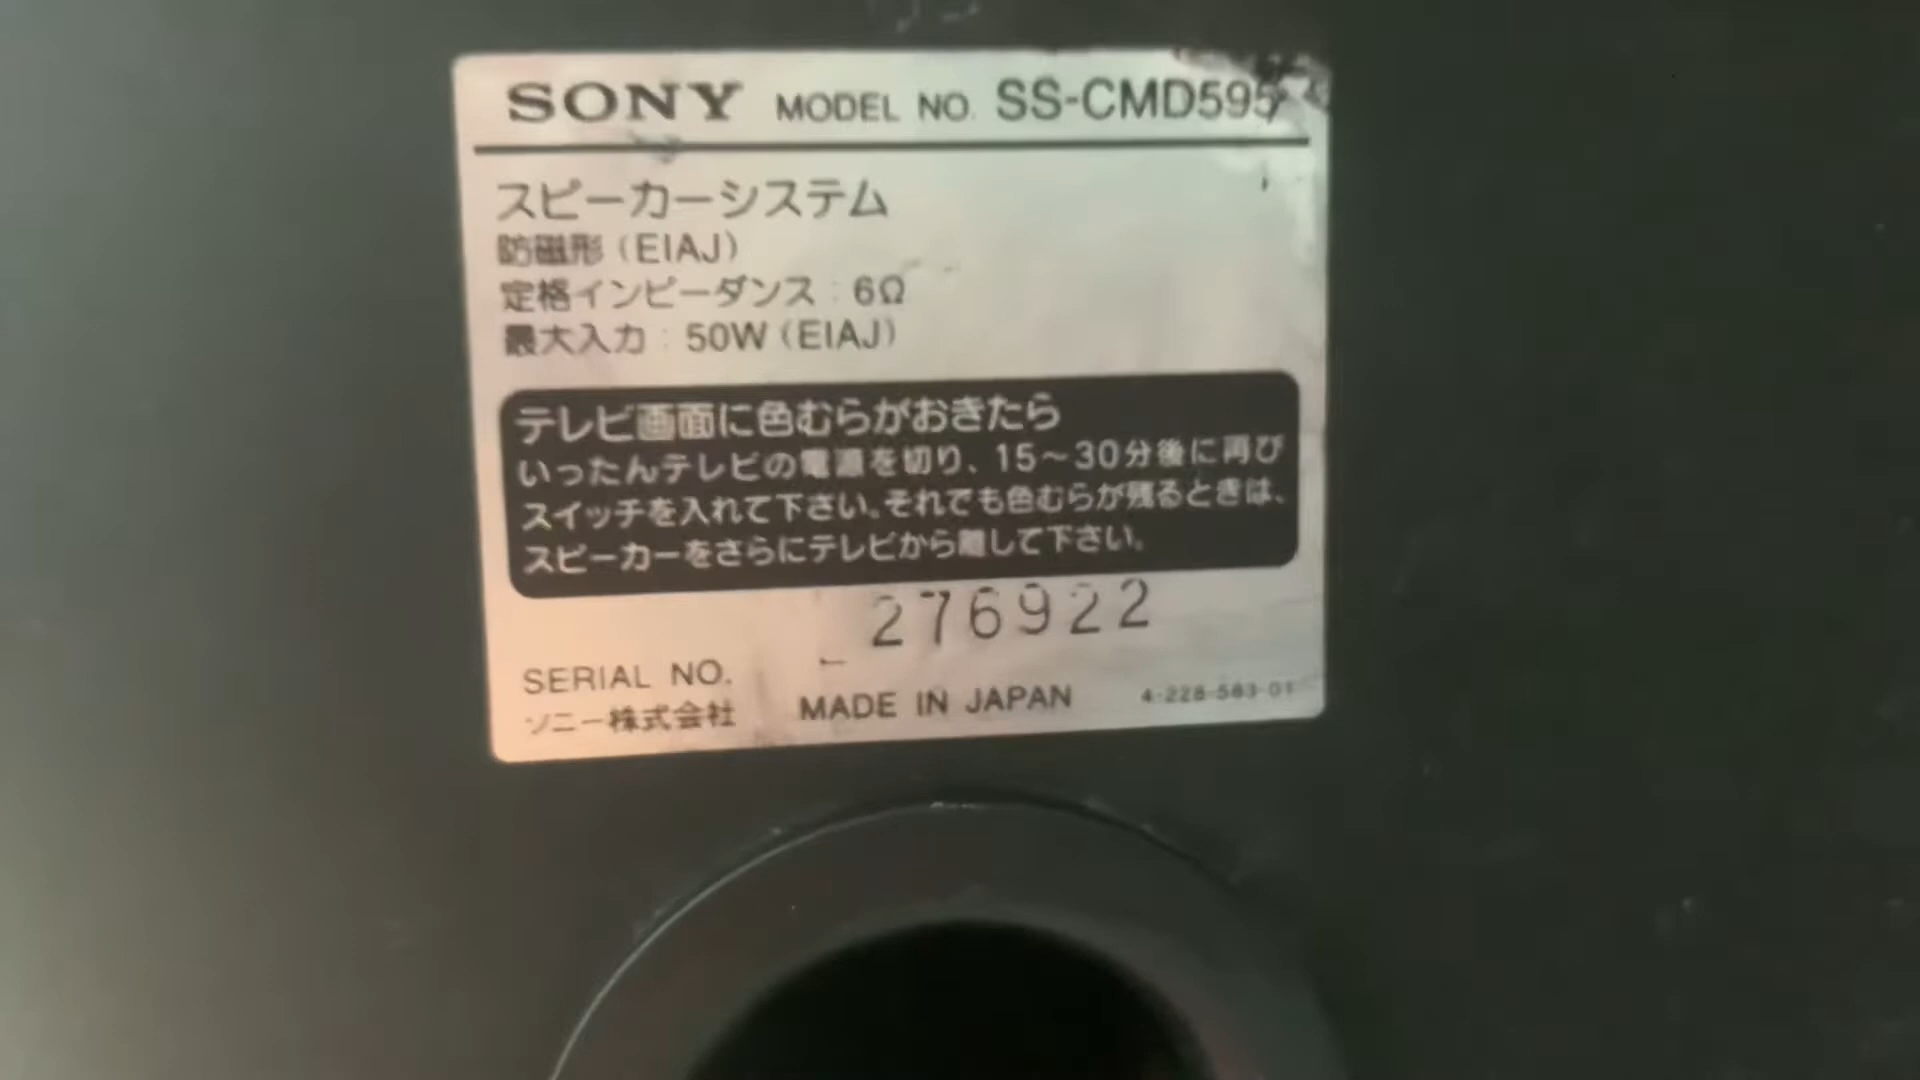 SONY MODEL NO. SS-CMD595
スピーカーシステム
防磁形(EIAJ)
定格インピーダンス:6Ω
最大入力:50W(EIAJ)
テレビ画面に色むらがおきたら
いったんテレビの電源を切り、15〜30分後に再び
スイッチを入れて下さい。それでも色むらが残るときは、
スピーカーをさらにテレビから離して下さい。
276922
SERIAL NO.
ソニー株式会社 MADE IN JAPAN 4-228-583-01